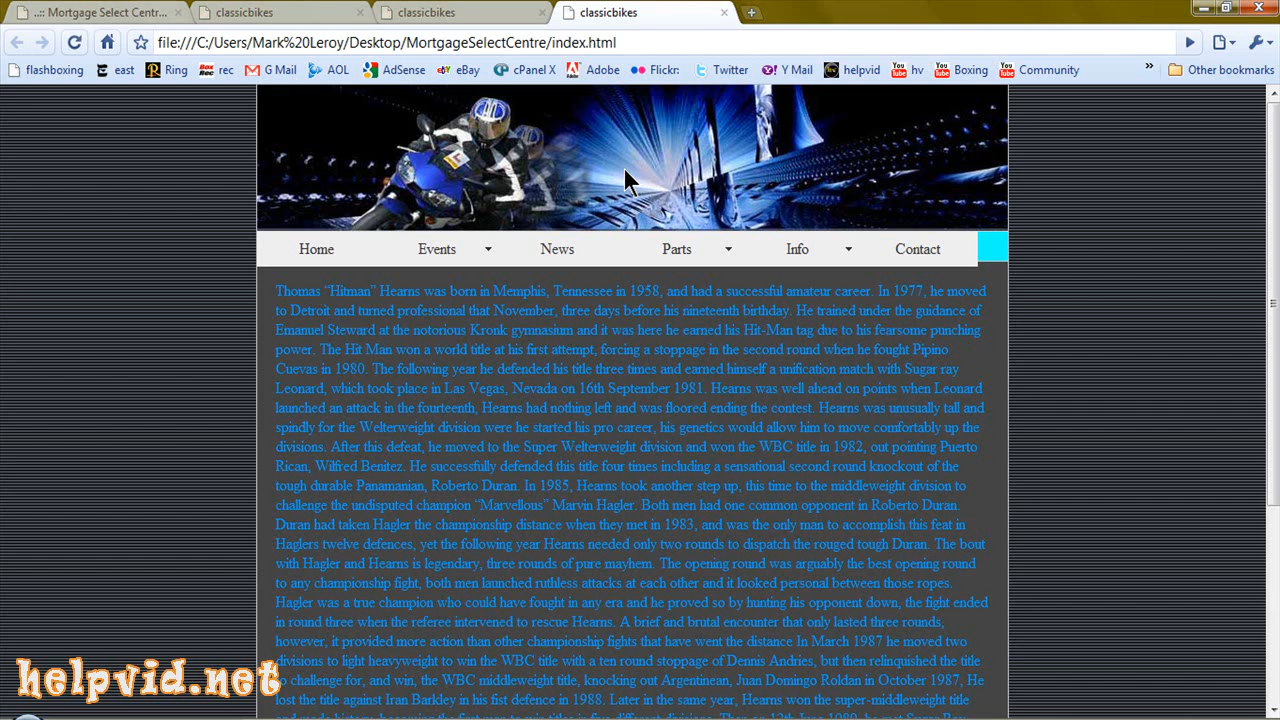 ..:: Mortgage Select Centr...
classicbikes
classicbikes
classicbikes
file:///C:/Users/Mark%20Leroy/Desktop/MortgageSelectCentre/index.html
flashboxing
east
Ring
rec
G Mail
AOL
AdSense
eBay
cPanel X
Adobe
Flickr:
Twitter
Y Mail
helpvid
hv
Boxing
Community
»
Other bookmarks
Home
Events
News
Parts
Info
Contact
Thomas “Hitman” Hearns was born in Memphis, Tennessee in 1958, and had a successful amateur career. In 1977, he moved
to Detroit and turned professional that November, three days before his nineteenth birthday. He trained under the guidance of
Emanuel Steward at the notorious Kronk gymnasium and it was here he earned his Hit-Man tag due to his fearsome punching
power. The Hit Man won a world title at his first attempt, forcing a stoppage in the second round when he fought Pipino
Cuevas in 1980. The following year he defended his title three times and earned himself a unification match with Sugar ray
Leonard, which took place in Las Vegas, Nevada on 16th September 1981. Hearns was well ahead on points when Leonard
launched an attack in the fourteenth, Hearns had nothing left and was floored ending the contest. Hearns was unusually tall and
spindly for the Welterweight division were he started his pro career, his genetics would allow him to move comfortably up the
divisions. After this defeat, he moved to the Super Welterweight division and won the WBC title in 1982, out pointing Puerto
Rican, Wilfred Benitez. He successfully defended this title four times including a sensational second round knockout of the
tough durable Panamanian, Roberto Duran. In 1985, Hearns took another step up, this time to the middleweight division to
challenge the undisputed champion “Marvellous” Marvin Hagler. Both men had one common opponent in Roberto Duran.
Duran had taken Hagler the championship distance when they met in 1983, and was the only man to accomplish this feat in
Haglers twelve defences, yet the following year Hearns needed only two rounds to dispatch the rouged tough Duran. The bout
with Hagler and Hearns is legendary, three rounds of pure mayhem. The opening round was arguably the best opening round
to any championship fight, both men launched ruthless attacks at each other and it looked personal between those ropes.
Hagler was a true champion who could have fought in any era and he proved so by hunting his opponent down, the fight ended
in round three when the referee intervened to rescue Hearns. A brief and brutal encounter that only lasted three rounds,
however, it provided more action than other championship fights that have went the distance In March 1987 he moved two
divisions to light heavyweight to win the WBC title with a ten round stoppage of Dennis Andries, but then relinquished the title
to challenge for, and win, the WBC middleweight title, knocking out Argentinean, Juan Domingo Roldan in October 1987, He
lost the title against Iran Barkley in his fist defence in 1988. Later in the same year, Hearns won the super-middleweight title
helpvid.net